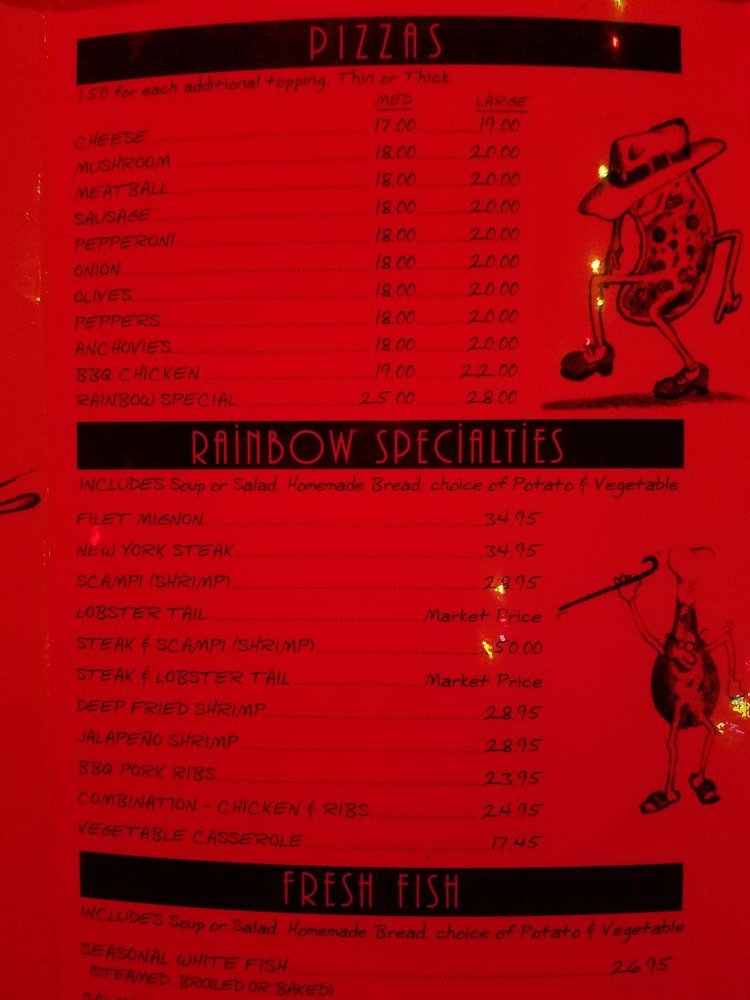 PIZZAS
1.50 for each additional topping. Thin or Thick.
MED LARGE
CHEESE 17.00 19.00
MUSHROOM 18.00 20.00
MEATBALL 18.00 20.00
SAUSAGE 18.00 20.00
PEPPERONI 18.00 20.00
ONION 18.00 20.00
OLIVES 18.00 20.00
PEPPERS 18.00 20.00
ANCHOVIES 18.00 20.00
BBQ CHICKEN 19.00 22.00
RAINBOW SPECIAL 25.00 28.00
RAINBOW SPECIALTIES
INCLUDES Soup or Salad. Homemade Bread. choice of Potato & Vegetable
FILET MIGNON 34.95
NEW YORK STEAK 34.95
SCAMPI (SHRIMP) 28.95
LOBSTER TAIL Market Price
STEAK & SCAMPI (SHRIMP) 50.00
STEAK & LOBSTER TAIL Market Price
DEEP FRIED SHRIMP 28.95
JALAPEÑO SHRIMP 28.95
BBQ PORK RIBS 23.95
COMBINATION - CHICKEN & RIBS 24.95
VEGETABLE CASSEROLE 17.45
FRESH FISH
INCLUDES Soup or Salad. Homemade Bread. choice of Potato & Vegetable
SEASONAL WHITE FISH 26.95
(STEAMED, BROILED OR BAKED)